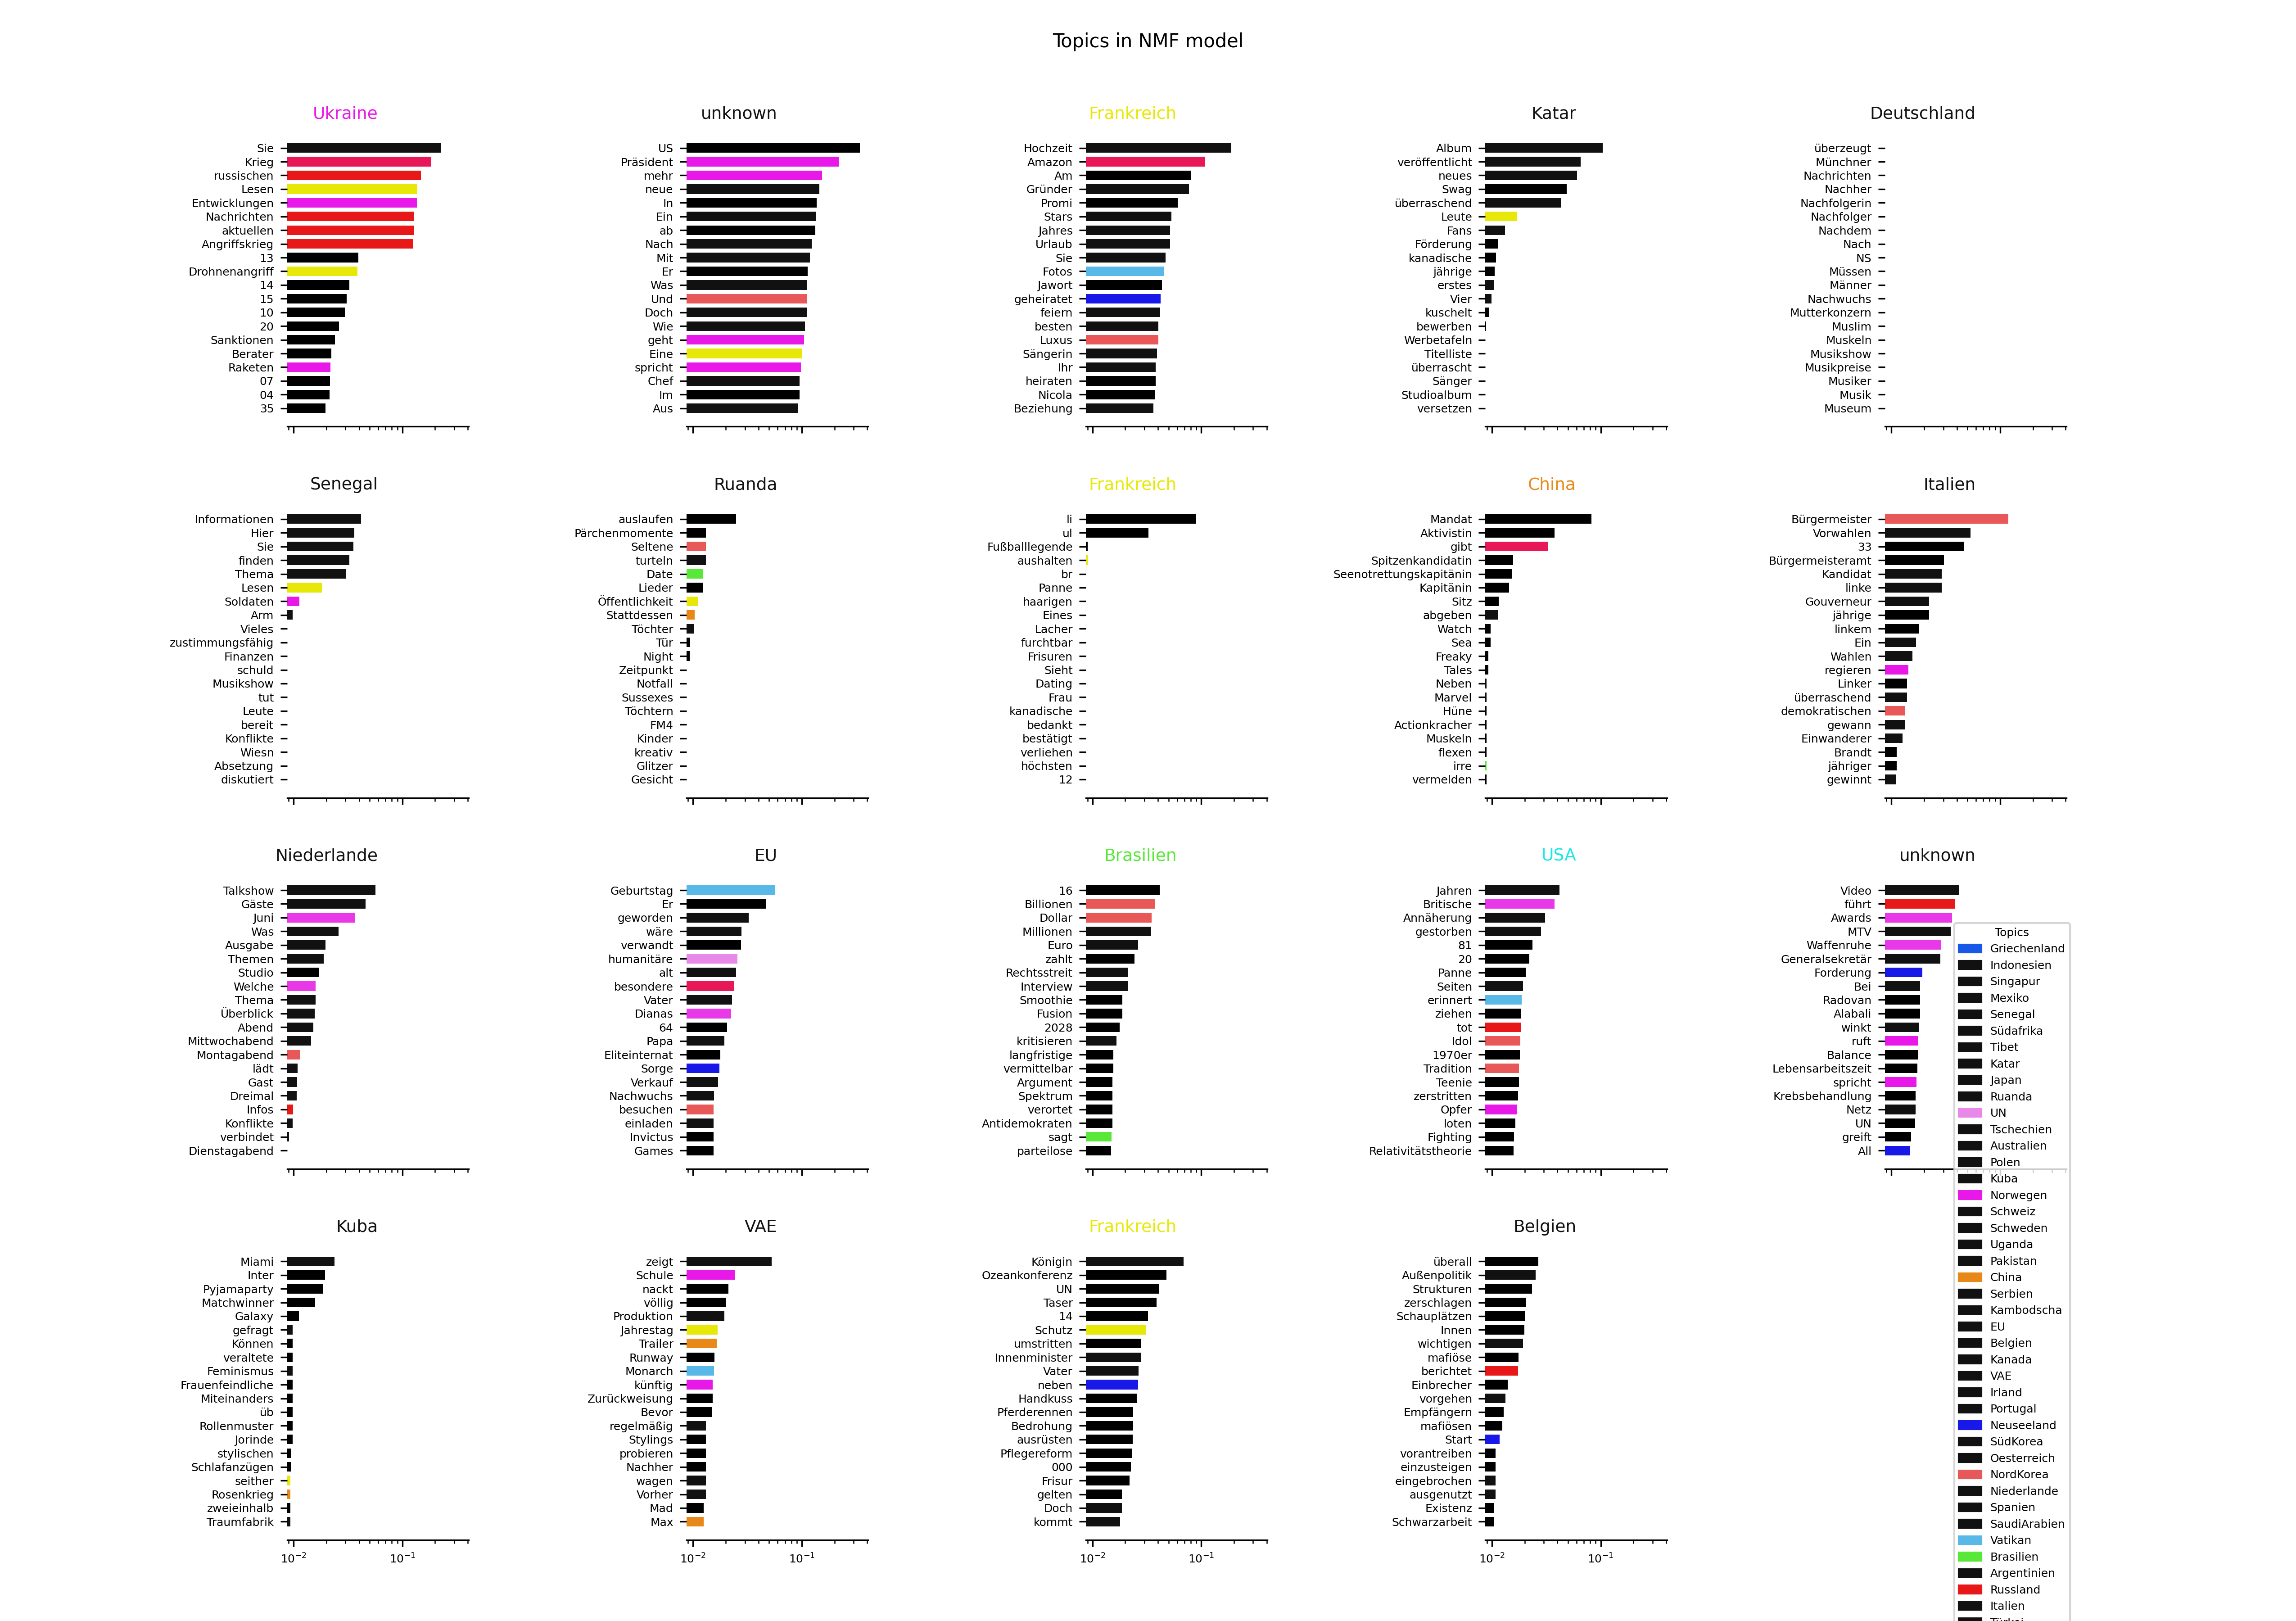 Topics in NMF model
Ukraine
Sie
Krieg
russischen
Lesen
Entwicklungen
Nachrichten
aktuellen
Angriffskrieg
13
Drohnenangriff
14
15
10
20
Sanktionen
Berater
Raketen
07
04
35
unknown
US
Präsident
mehr
neue
In
Ein
ab
Nach
Mit
Er
Was
Und
Doch
Wie
geht
Eine
spricht
Chef
Im
Aus
Frankreich
Hochzeit
Amazon
Am
Gründer
Promi
Stars
Jahres
Urlaub
Sie
Fotos
Jawort
geheiratet
feiern
besten
Luxus
Sängerin
Ihr
heiraten
Nicola
Beziehung
Katar
Album
veröffentlicht
neues
Swag
überraschend
Leute
Fans
Förderung
kanadische
jährige
erstes
Vier
kuschelt
bewerben
Werbetafeln
Titelliste
überrascht
Sänger
Studioalbum
versetzen
Deutschland
überzeugt
Münchner
Nachrichten
Nachher
Nachfolgerin
Nachfolger
Nachdem
Nach
NS
Müssen
Männer
Nachwuchs
Mutterkonzern
Muslim
Muskeln
Musikshow
Musikpreise
Musiker
Musik
Museum
Senegal
Informationen
Hier
Sie
finden
Thema
Lesen
Soldaten
Arm
Vieles
zustimmungsfähig
Finanzen
schuld
Musikshow
tut
Leute
bereit
Konflikte
Wiesn
Absetzung
diskutiert
Ruanda
auslaufen
Pärchenmomente
Seltene
turteln
Date
Lieder
Öffentlichkeit
Stattdessen
Töchter
Tür
Night
Zeitpunkt
Notfall
Sussexes
Töchtern
FM4
Kinder
kreativ
Glitzer
Gesicht
Frankreich
li
ul
Fußballlegende
aushalten
br
Panne
haarigen
Eines
Lacher
furchtbar
Frisuren
Sieht
Dating
Frau
kanadische
bedankt
bestätigt
verliehen
höchsten
12
China
Mandat
Aktivistin
gibt
Spitzenkandidatin
Seenotrettungskapitänin
Kapitänin
Sitz
abgeben
Watch
Sea
Freaky
Tales
Neben
Marvel
Hüne
Actionkracher
Muskeln
flexen
irre
vermelden
Italien
Bürgermeister
Vorwahlen
33
Bürgermeisteramt
Kandidat
linke
Gouverneur
jährige
linkem
Ein
Wahlen
regieren
Linker
überraschend
demokratischen
gewann
Einwanderer
Brandt
jähriger
gewinnt
Niederlande
Talkshow
Gäste
Juni
Was
Ausgabe
Themen
Studio
Welche
Thema
Überblick
Abend
Mittwochabend
Montagabend
lädt
Gast
Dreimal
Infos
Konflikte
verbindet
Dienstagabend
EU
Geburtstag
Er
geworden
wäre
verwandt
humanitäre
alt
besondere
Vater
Dianas
64
Papa
Eliteinternat
Sorge
Verkauf
Nachwuchs
besuchen
einladen
Invictus
Games
Brasilien
16
Billionen
Dollar
Millionen
Euro
zahlt
Rechtsstreit
Interview
Smoothie
Fusion
2028
kritisieren
langfristige
vermittelbar
Argument
Spektrum
verortet
Antidemokraten
sagt
parteilose
USA
Jahren
Britische
Annäherung
gestorben
81
20
Panne
Seiten
erinnert
ziehen
tot
Idol
1970er
Tradition
Teenie
zerstritten
Opfer
loten
Fighting
Relativitätstheorie
unknown
Video
führt
Awards
MTV
Waffenruhe
Generalsekretär
Forderung
Bei
Radovan
Alabali
winkt
ruft
Balance
Lebensarbeitszeit
spricht
Krebsbehandlung
Netz
UN
greift
All
Kuba
Miami
Inter
Pyjamaparty
Matchwinner
Galaxy
gefragt
Können
veraltete
Feminismus
Frauenfeindliche
Miteinanders
üb
Rollenmuster
Jorinde
stylischen
Schlafanzügen
seither
Rosenkrieg
zweieinhalb
Traumfabrik
10⁻² 10⁻¹
VAE
zeigt
Schule
nackt
völlig
Produktion
Jahrestag
Trailer
Runway
Monarch
künftig
Zurückweisung
Bevor
regelmäßig
Stylings
probieren
Nachher
wagen
Vorher
Mad
Max
10⁻² 10⁻¹
Frankreich
Königin
Ozeankonferenz
UN
Taser
14
Schutz
umstritten
Innenminister
Vater
neben
Handkuss
Pferderennen
Bedrohung
ausrüsten
Pflegereform
000
Frisur
gelten
Doch
kommt
10⁻² 10⁻¹
Belgien
überall
Außenpolitik
Strukturen
zerschlagen
Schauplätzen
Innen
wichtigen
mafiöse
berichtet
Einbrecher
vorgehen
Empfängern
mafiösen
Start
vorantreiben
einzusteigen
eingebrochen
ausgenutzt
Existenz
Schwarzarbeit
10⁻² 10⁻¹
Topics
Griechenland
Indonesien
Singapur
Mexiko
Senegal
Südafrika
Tibet
Katar
Japan
Ruanda
UN
Tschechien
Australien
Polen
Kuba
Norwegen
Schweiz
Schweden
Uganda
Pakistan
China
Serbien
Kambodscha
EU
Belgien
Kanada
VAE
Irland
Portugal
Neuseeland
SüdKorea
Oesterreich
NordKorea
Niederlande
Spanien
SaudiArabien
Vatikan
Brasilien
Argentinien
Russland
Italien